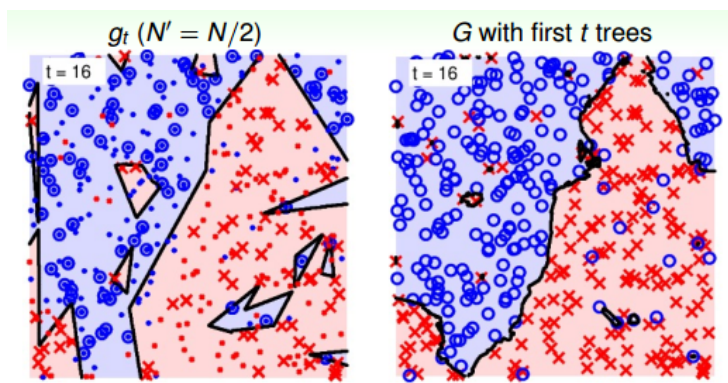 g_t (N′ = N/2)
G with first t trees
t = 16
t = 16